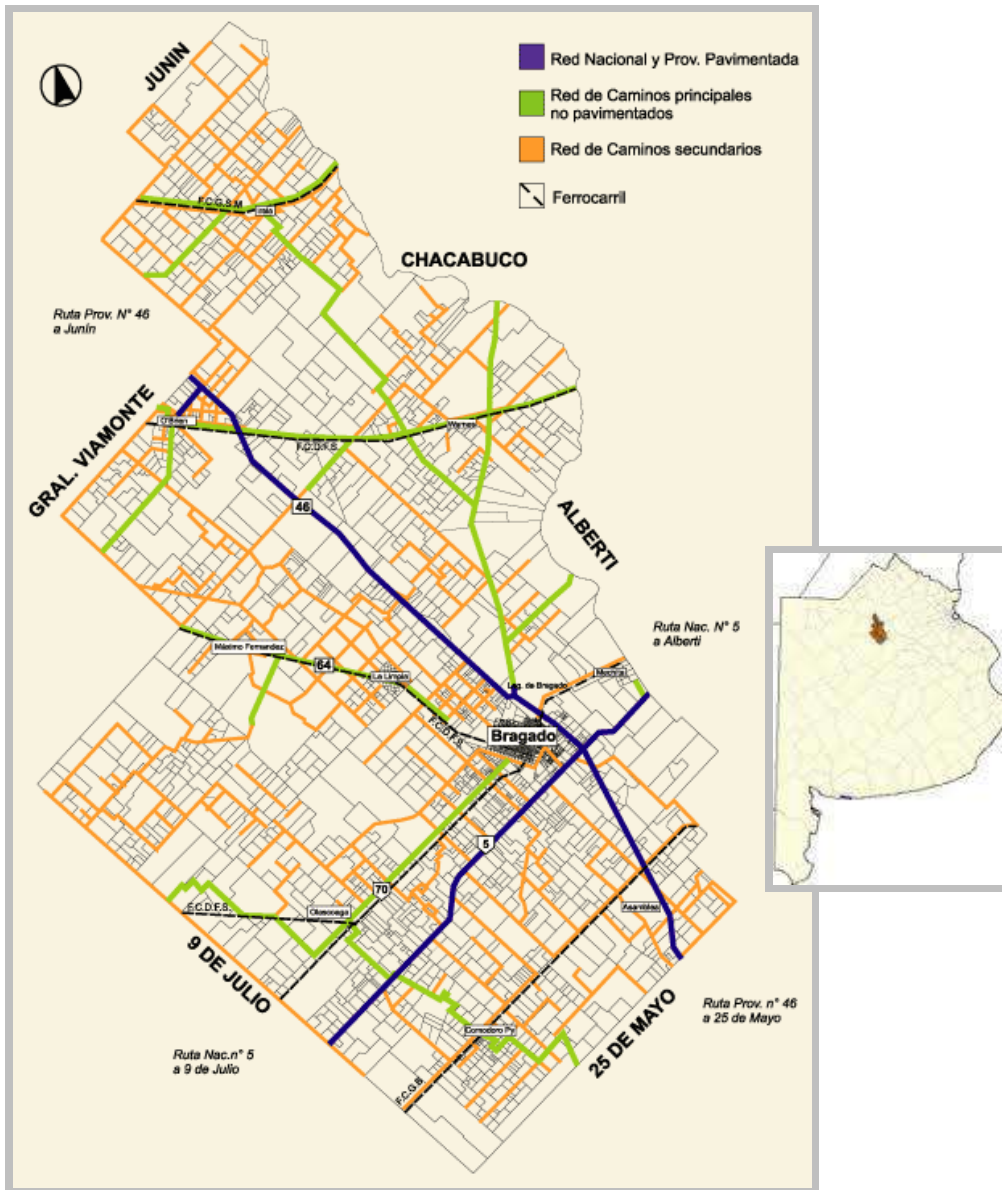 JUNIN
Red Nacional y Prov. Pavimentada
Red de Caminos principales
no pavimentados
Red de Caminos secundarios
Ferrocarril
F.C.G.S.M
Irala
CHACABUCO
Ruta Prov. N° 46
a Junín
GRAL. VIAMONTE
O'Brien
Warnes
F.C.D.F.S.
46
ALBERTI
Ruta Nac. N° 5
a Alberti
Máximo Fernandez
64
La Limpia
Mechita
Lag. de Bragado
F.C.D.F.S.
Bragado
5
70
F.C.D.F.S.
Olascoaga
Asamblea
9 DE JULIO
25 DE MAYO
Ruta Prov. n° 46
a 25 de Mayo
Comodoro Py
Ruta Nac.n° 5
a 9 de Julio
F.C.G.B